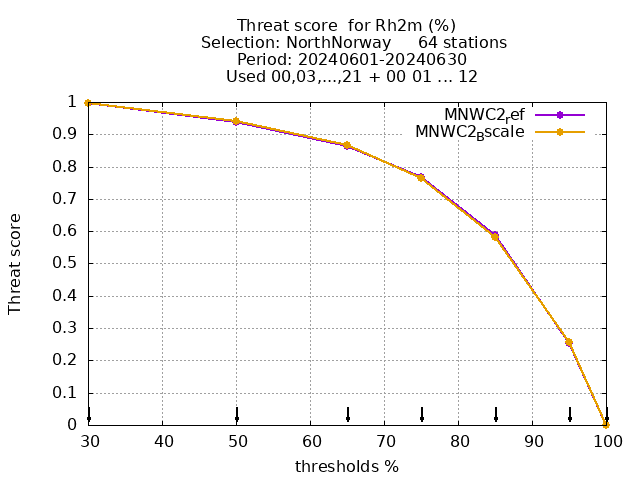 Threat score  for Rh2m (%)
Selection: NorthNorway     64 stations
Period: 20240601-20240630
Used 00,03,...,21 + 00 01 ... 12
MNWC2_ref
MNWC2_Bscale
1
0.9
0.8
0.7
0.6
0.5
0.4
0.3
0.2
0.1
0
Threat score
30 40 50 60 70 80 90 100
thresholds %